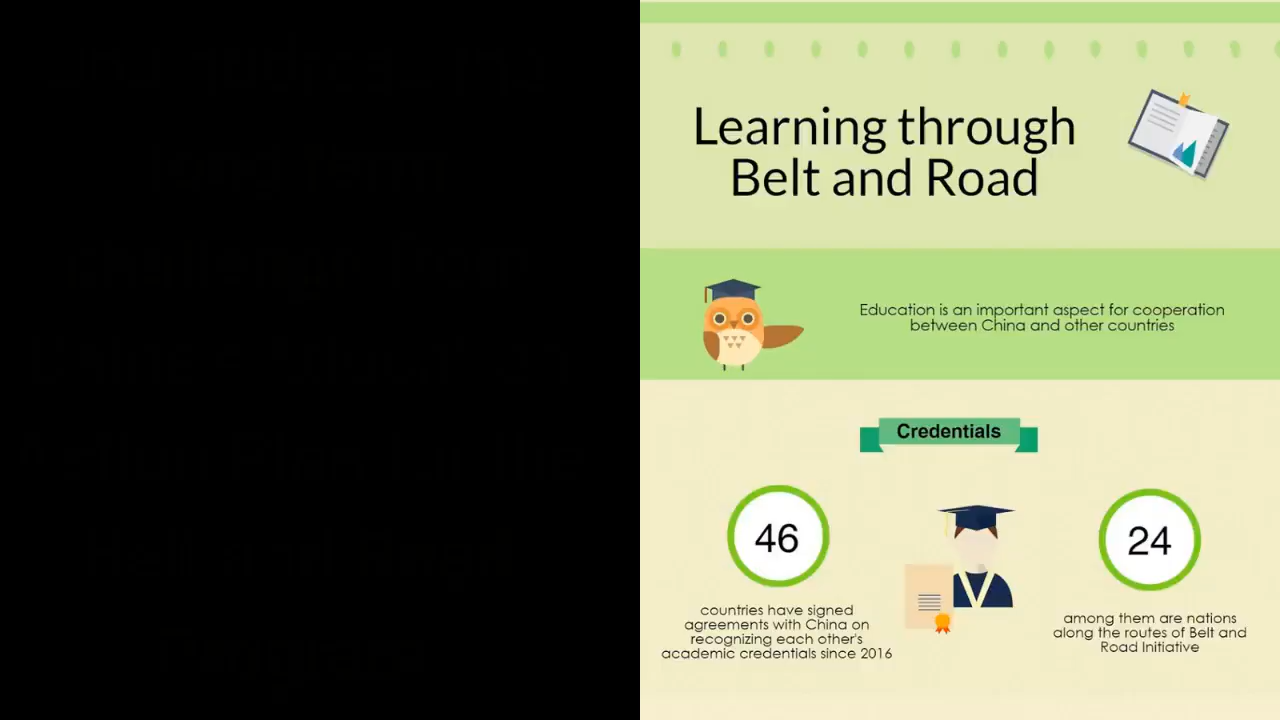 Learning through
Belt and Road
Education is an important aspect for cooperation
between China and other countries
Credentials
46
countries have signed
agreements with China on
recognizing each other's
academic credentials since 2016
24
among them are nations
along the routes of Belt and
Road Initiative